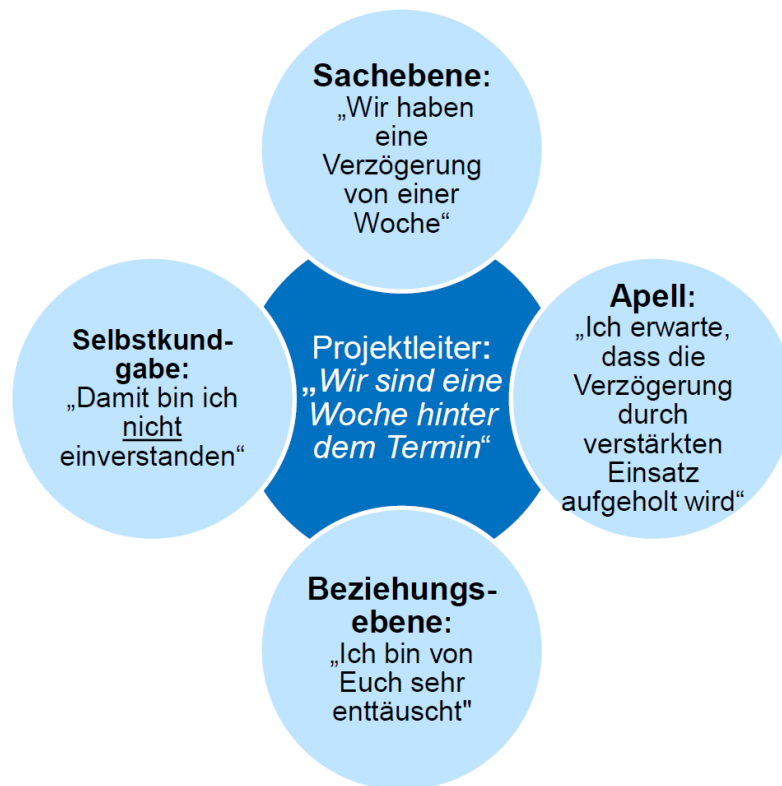 Sachebene:
„Wir haben
eine
Verzögerung
von einer
Woche“
Selbstkund-
gabe:
„Damit bin ich
nicht
einverstanden“
Projektleiter:
„Wir sind eine
Woche hinter
dem Termin“
Apell:
„Ich erwarte,
dass die
Verzögerung
durch
verstärkten
Einsatz
aufgeholt wird“
Beziehungs-
ebene:
„Ich bin von
Euch sehr
enttäuscht"